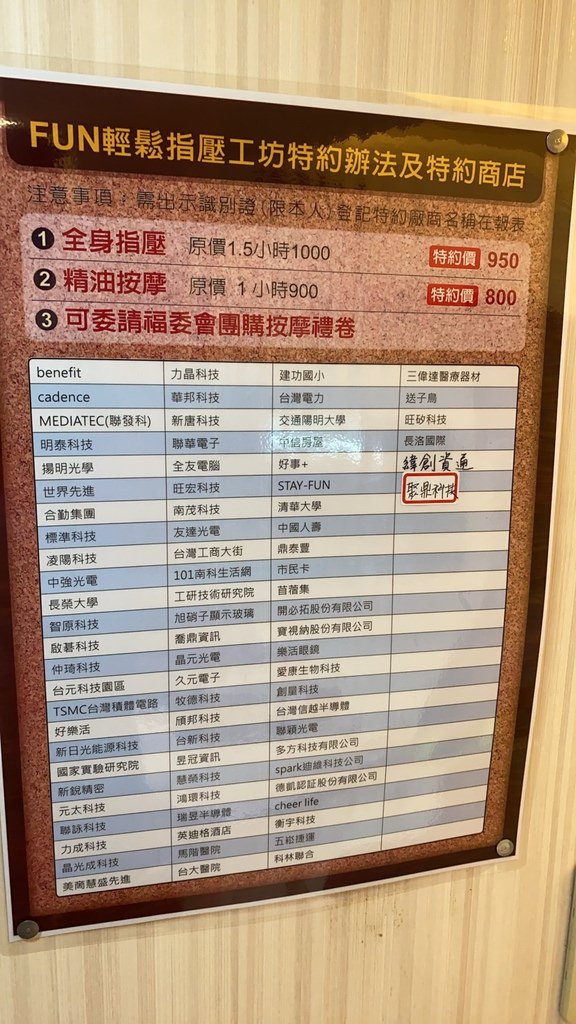 FUN輕鬆指壓工坊特約辦法及特約商店
注意事項：需出示識別證(限本人)登記特約廠商名稱在報表
1 全身指壓 原價1.5小時1000 特約價 950
2 精油按摩 原價 1 小時900 特約價 800
3 可委請福委會團購按摩禮卷
benefit 力晶科技 建功國小 三偉達醫療器材
cadence 華邦科技 台灣電力 送子鳥
MEDIATEC(聯發科) 新唐科技 交通陽明大學 旺矽科技
明泰科技 聯華電子 中信房屋 長洛國際
揚明光學 全友電腦 好事+ 緯創資通
世界先進 旺宏科技 STAY-FUN 聚鼎科技
合勤集團 南茂科技 清華大學
標準科技 友達光電 中國人壽
凌陽科技 台灣工商大街 鼎泰豐
中強光電 101南科生活網 市民卡
長榮大學 工研技術研究院 苜蓿集
智原科技 旭硝子顯示玻璃 開必拓股份有限公司
啟碁科技 喬鼎資訊 寶視納股份有限公司
仲琦科技 晶元光電 樂活眼鏡
台元科技園區 久元電子 愛康生物科技
TSMC台灣積體電路 牧德科技 創量科技
好樂活 頎邦科技 台灣信越半導體
新日光能源科技 台新科技 聯穎光電
國家實驗研究院 昱冠資訊 多方科技有限公司
新銳精密 慧榮科技 spark迪維科技公司
元太科技 鴻環科技 德凱認証股份有限公司
聯詠科技 瑞昱半導體 cheer life
力成科技 英迪格酒店 衡宇科技
晶光成科技 馬階醫院 五崧捷運
美商慧盛先進 台大醫院 科林聯合